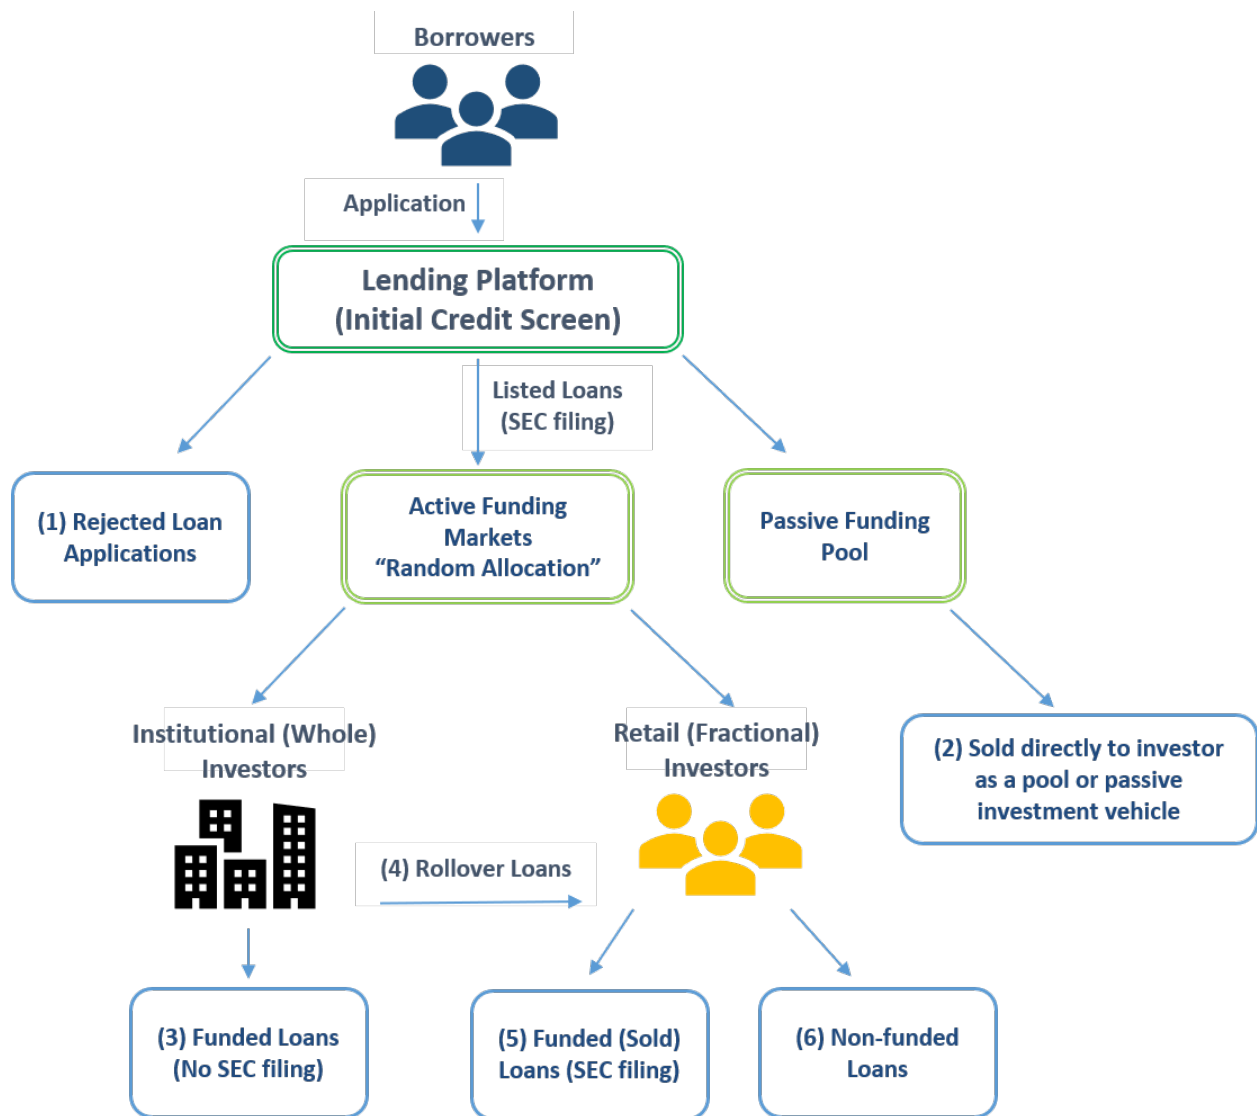 Borrowers
Application
Lending Platform
(Initial Credit Screen)
Listed Loans
(SEC filing)
(1) Rejected Loan
Applications
Active Funding
Markets
“Random Allocation”
Passive Funding
Pool
Institutional (Whole)
Investors
Retail (Fractional)
Investors
(2) Sold directly to investor
as a pool or passive
investment vehicle
(4) Rollover Loans
(3) Funded Loans
(No SEC filing)
(5) Funded (Sold)
Loans (SEC filing)
(6) Non-funded
Loans